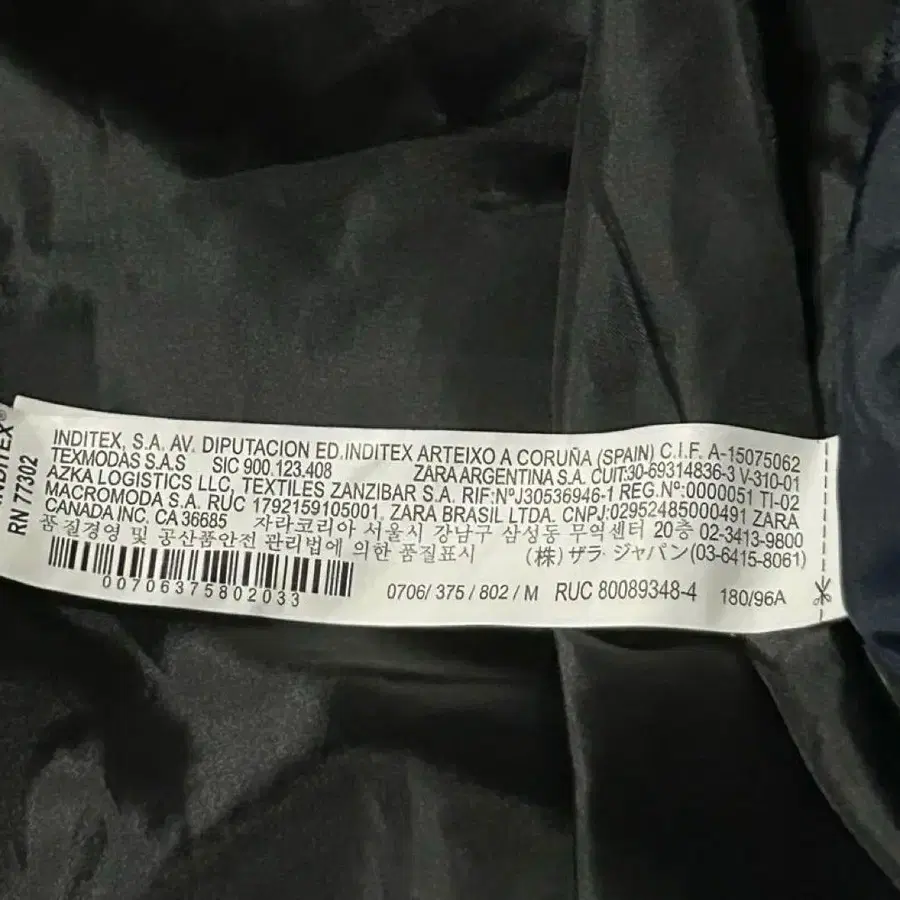 INDITEX®
RN 77302
INDITEX, S.A. AV. DIPUTACION ED.INDITEX ARTEIXO A CORUÑA (SPAIN) C.I.F. A-15075062
TEXMODAS S.A.S SIC 900.123.408 ZARA ARGENTINA S.A. CUIT:30-69314836-3 V-310-01
AZKA LOGISTICS LLC, TEXTILES ZANZIBAR S.A. RIF:NºJ30536946-1 REG.Nº:0000051 TI-02
MACROMODA S.A. RUC 1792159105001, ZARA BRASIL LTDA. CNPJ:02952485000491 ZARA
CANADA INC. CA 36685 자라코리아 서울시 강남구 삼성동 무역센터 20층 02-3413-9800
품질경영 및 공산품안전 관리법에 의한 품질표시 (株) ザラ・ジャパン(03-6415-8061)
00706375802033 0706/ 375 / 802 / M RUC 80089348-4 180/96A